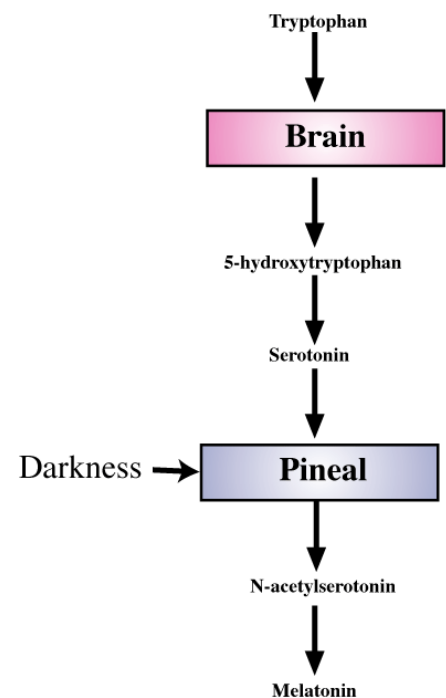 Tryptophan
Brain
5-hydroxytryptophan
Serotonin
Darkness
Pineal
N-acetylserotonin
Melatonin